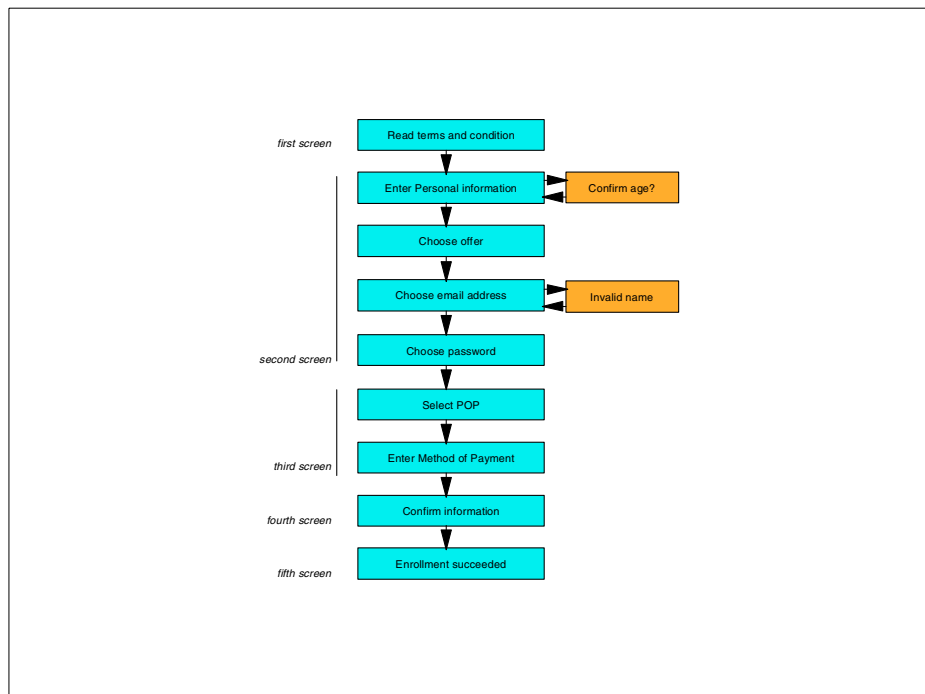 Read terms and condition
first screen
Enter Personal information
Confirm age?
Choose offer
Choose email address
Invalid name
Choose password
second screen
Select POP
Enter Method of Payment
third screen
Confirm information
fourth screen
Enrollment succeeded
fifth screen